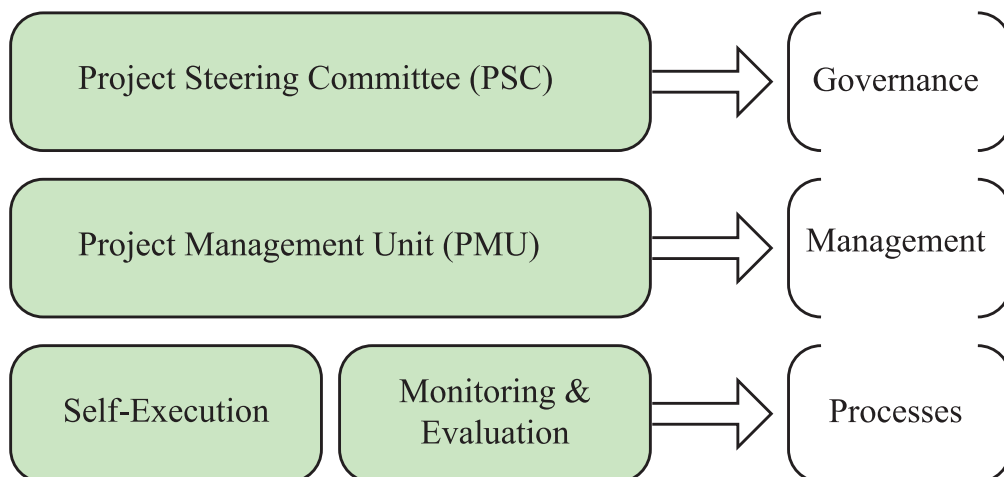 Project Steering Committee (PSC)
Governance
Project Management Unit (PMU)
Management
Self-Execution
Monitoring &
Evaluation
Processes